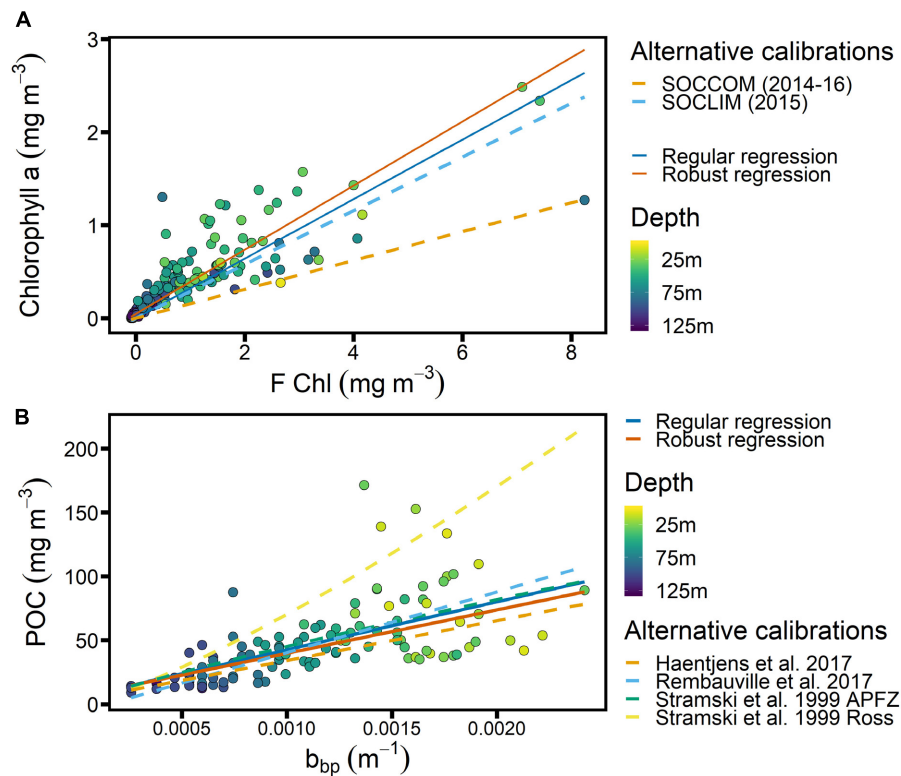 A
3
2
1
0
Chlorophyll a (mg m⁻³)
0 2 4 6 8
F Chl (mg m⁻³)
Alternative calibrations
SOCCOM (2014-16)
SOCLIM (2015)
Regular regression
Robust regression
Depth
25m
75m
125m
B
200
150
100
50
0
POC (mg m⁻³)
0.0005 0.0010 0.0015 0.0020
b_bp (m⁻¹)
Regular regression
Robust regression
Depth
25m
75m
125m
Alternative calibrations
Haentjens et al. 2017
Rembauville et al. 2017
Stramski et al. 1999 APFZ
Stramski et al. 1999 Ross